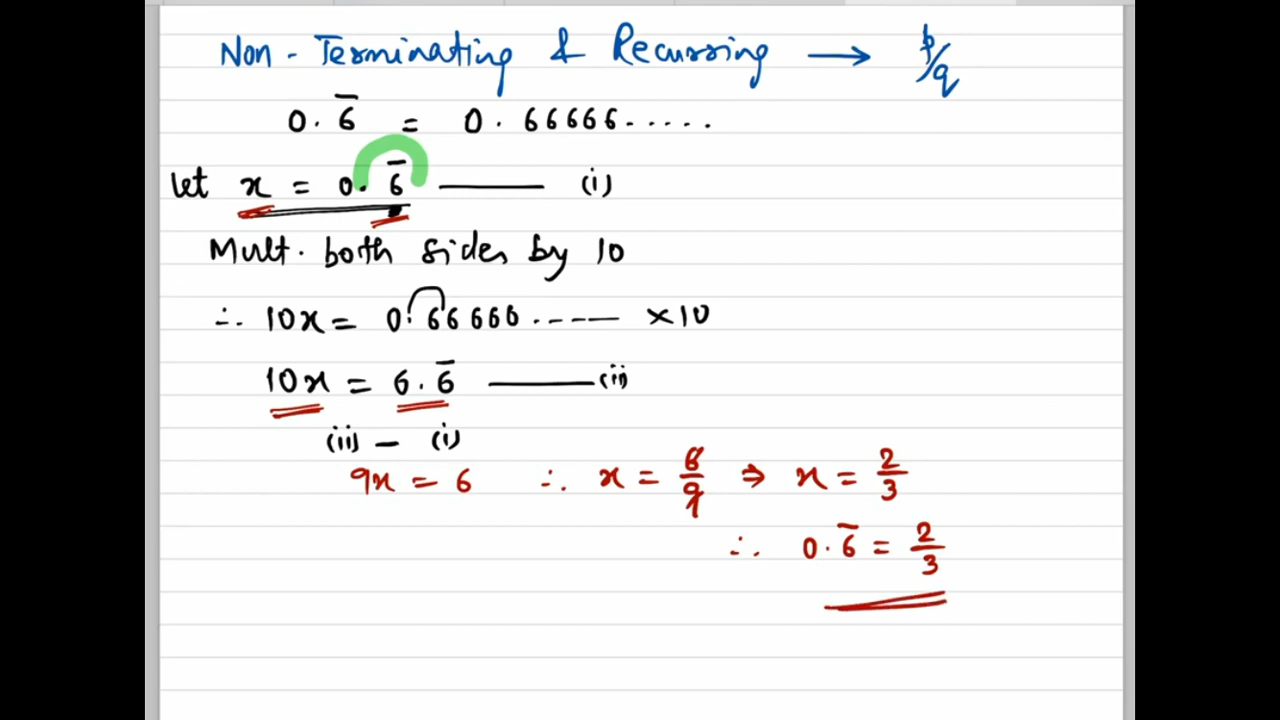 Non - Terminating & Recurring → p/q
0.6̅ = 0.66666.....
let x = 0.6̅ ——— (i)
Mult. both sides by 10
∴ 10x = 0.66666 .---— ×10
10x = 6.6̅ ——— (ii)
(ii) — (i)
9x = 6 ∴ x = 6/9 ⇒ x = 2/3
∴ 0.6̅ = 2/3